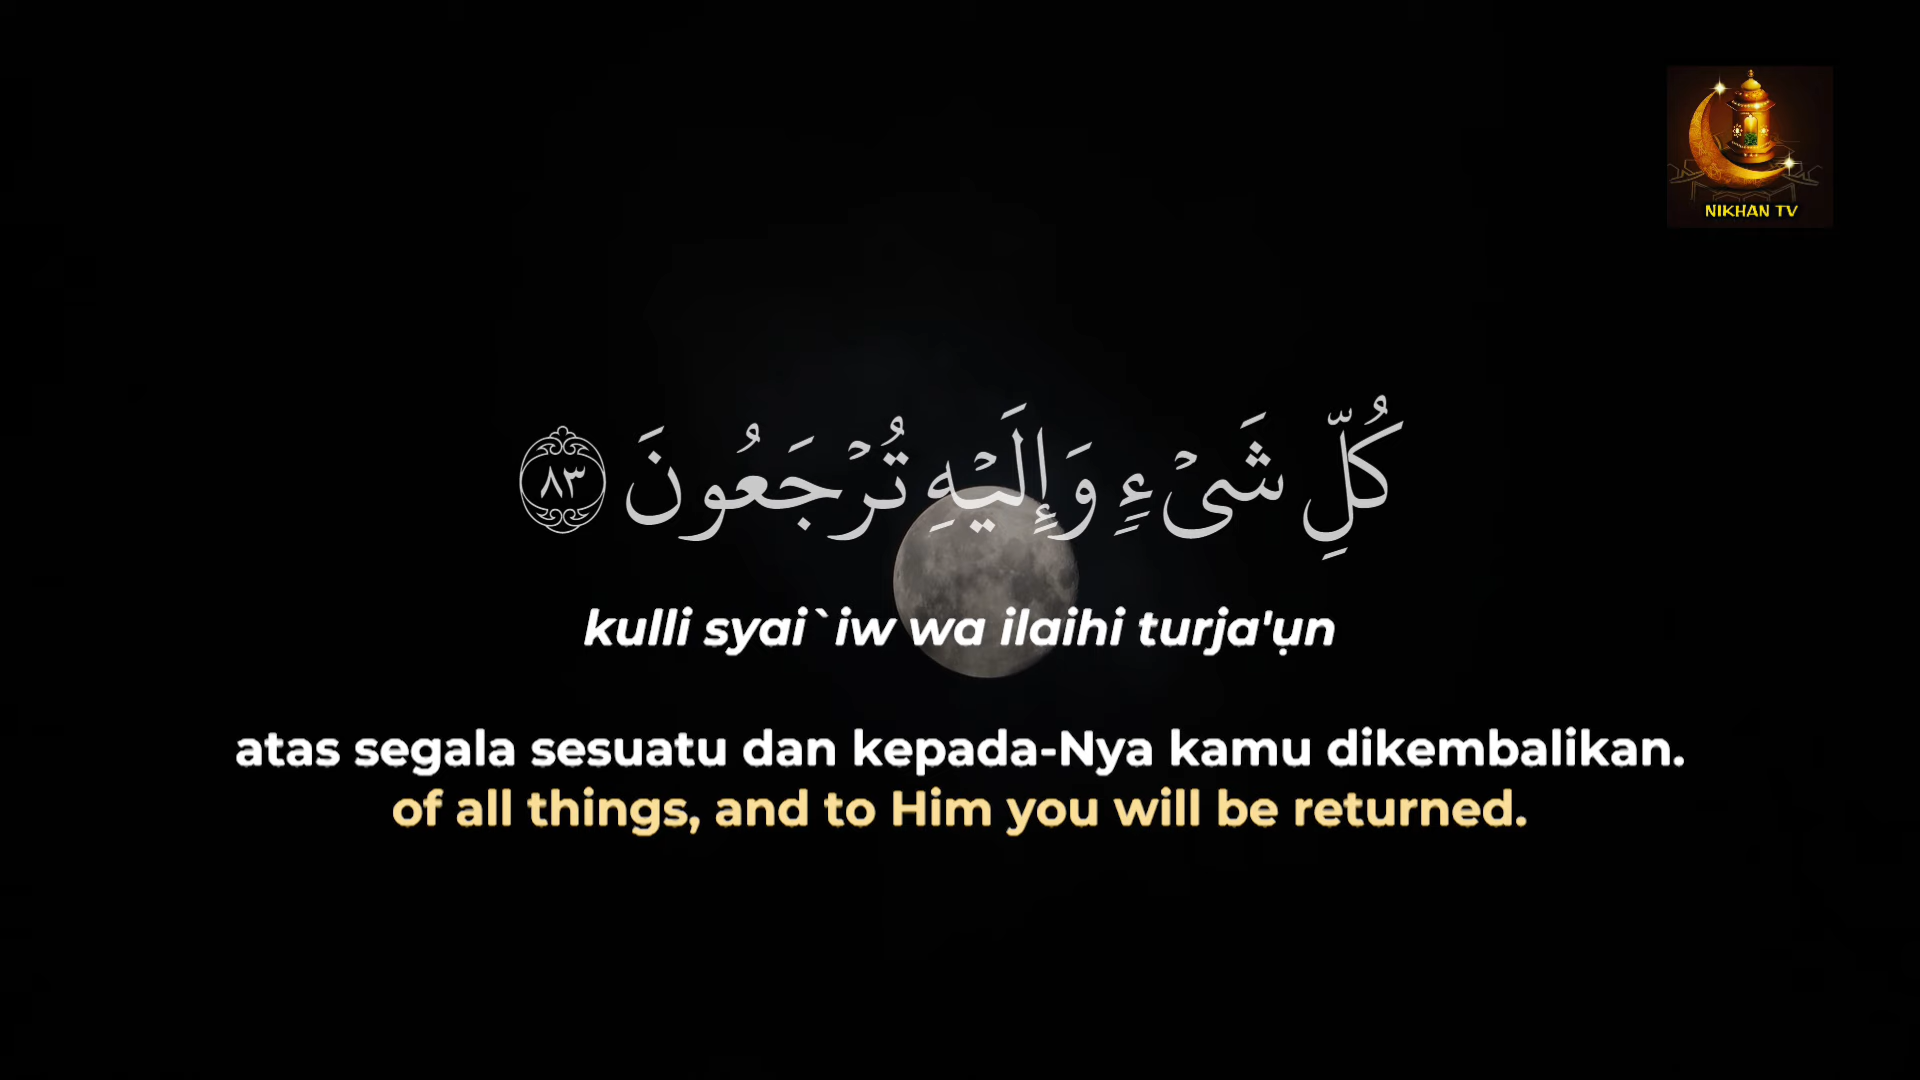 NIKHAN TV
كُلِّ شَىْءٍ وَإِلَيْهِ تُرْجَعُونَ ٨٣
kulli syai`iw wa ilaihi turja'ụn
atas segala sesuatu dan kepada-Nya kamu dikembalikan.
of all things, and to Him you will be returned.